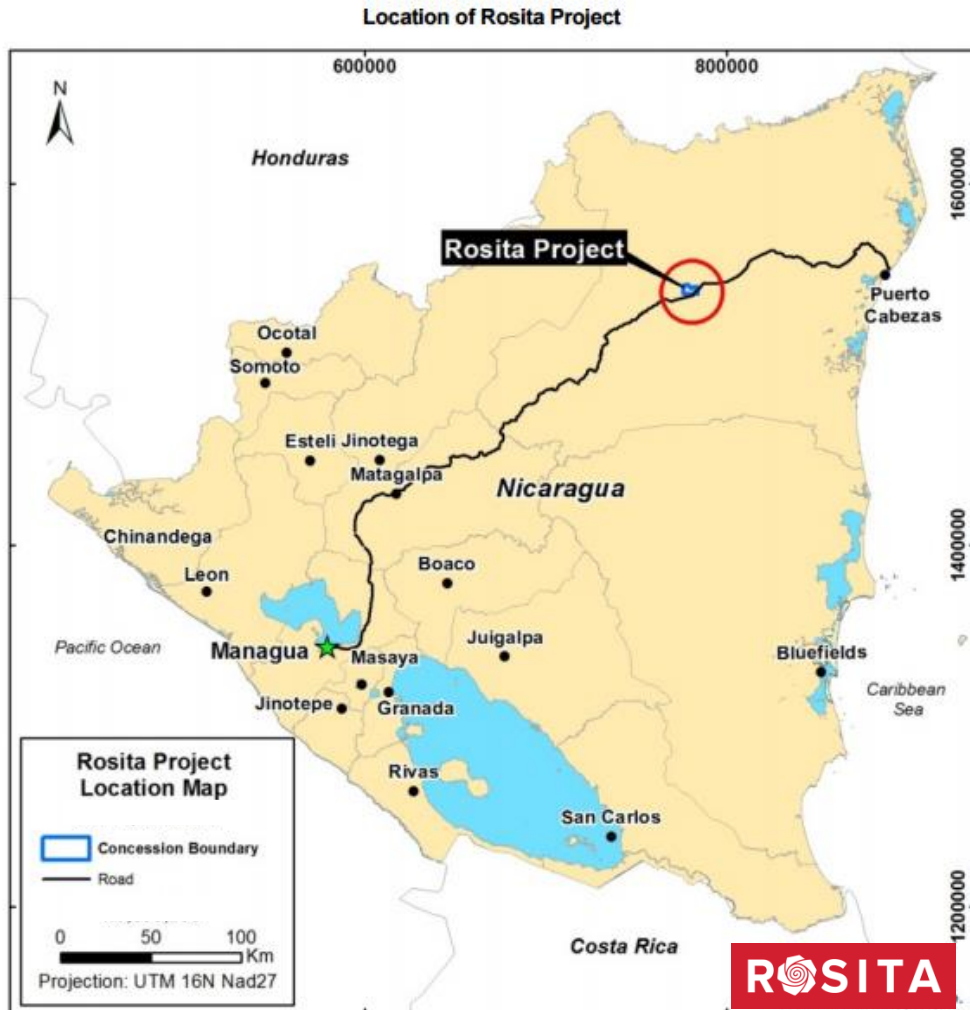 Location of Rosita Project
600000
800000
N
Honduras
1600000
Rosita Project
Puerto
Cabezas
Ocotal
Somoto
Esteli
Jinotega
Matagalpa
Nicaragua
1400000
Chinandega
Leon
Boaco
Pacific Ocean
Managua
Masaya
Juigalpa
Bluefields
Jinotepe
Granada
Caribbean
Sea
Rivas
San Carlos
1200000
Costa Rica
Rosita Project
Location Map
Concession Boundary
Road
0 50 100
Km
Projection: UTM 16N Nad27
ROSITA